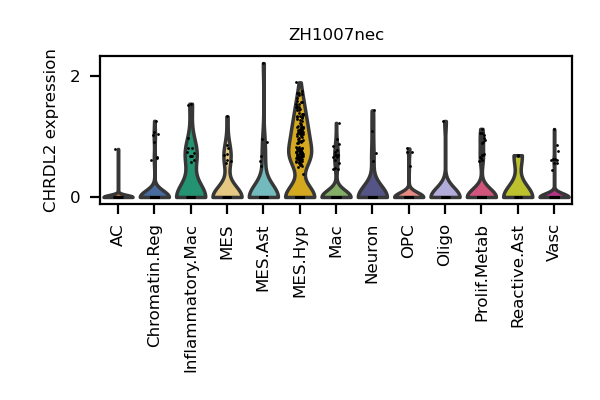 ZH1007nec
CHRDL2 expression
2
0
AC
Chromatin.Reg
Inflammatory.Mac
MES
MES.Ast
MES.Hyp
Mac
Neuron
OPC
Oligo
Prolif.Metab
Reactive.Ast
Vasc